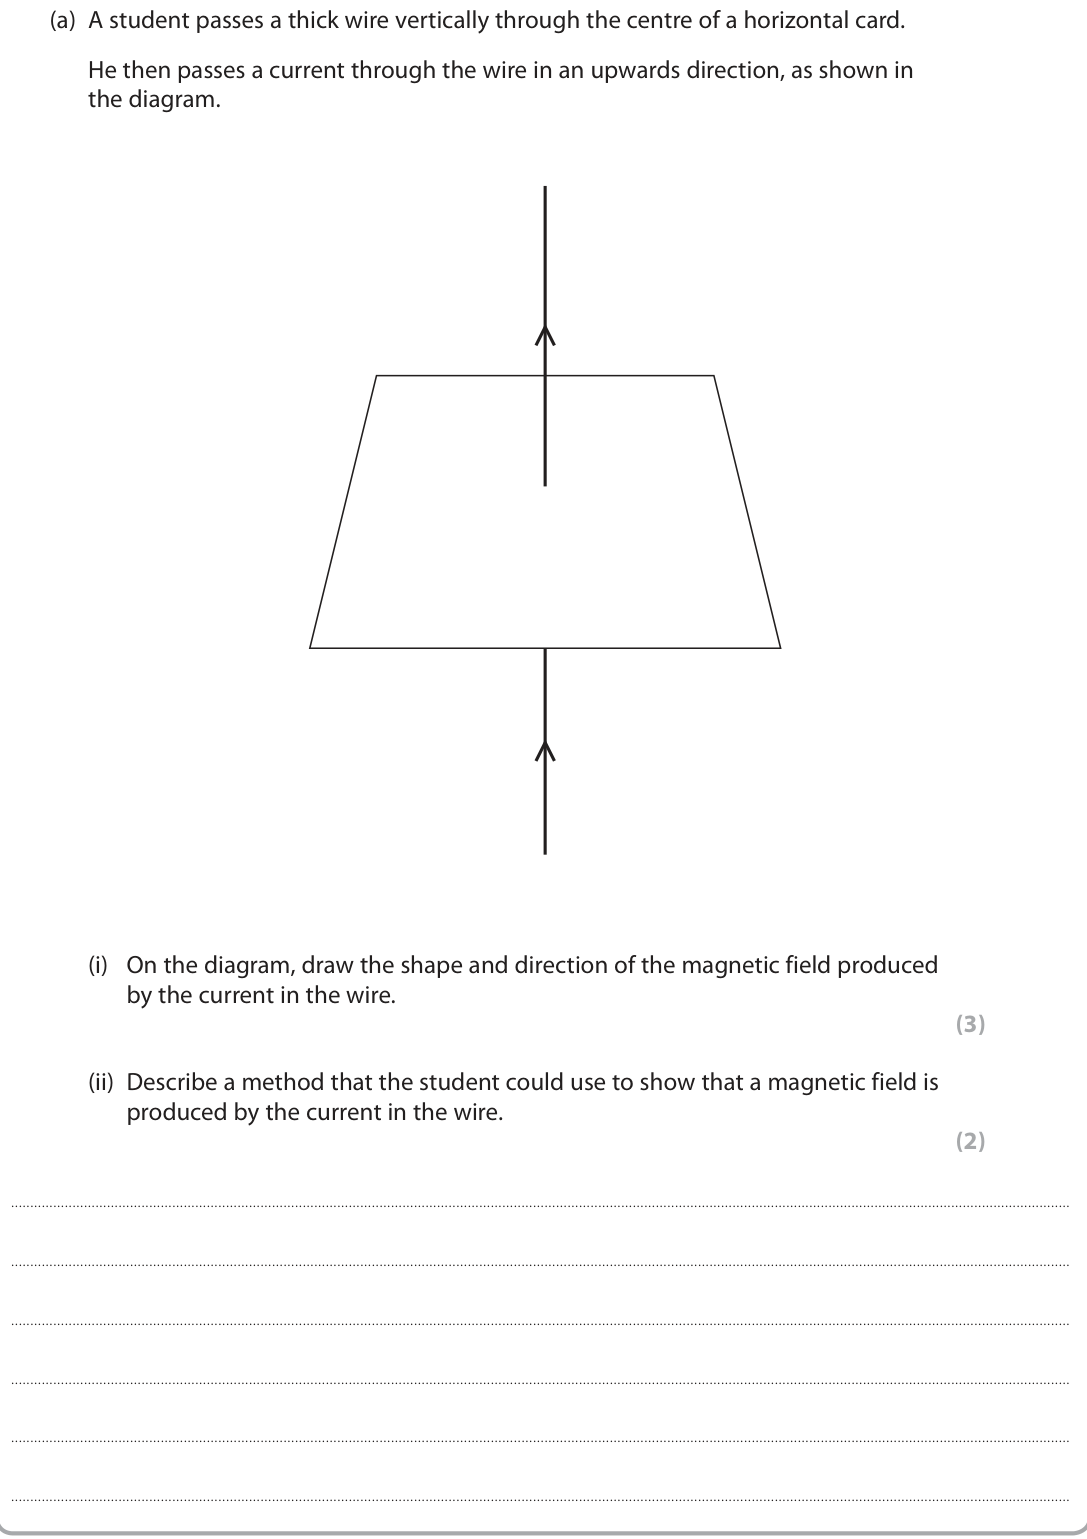 (a) A student passes a thick wire vertically through the centre of a horizontal card.
He then passes a current through the wire in an upwards direction, as shown in
the diagram.
(i) On the diagram, draw the shape and direction of the magnetic field produced
by the current in the wire.
(3)
(ii) Describe a method that the student could use to show that a magnetic field is
produced by the current in the wire.
(2)